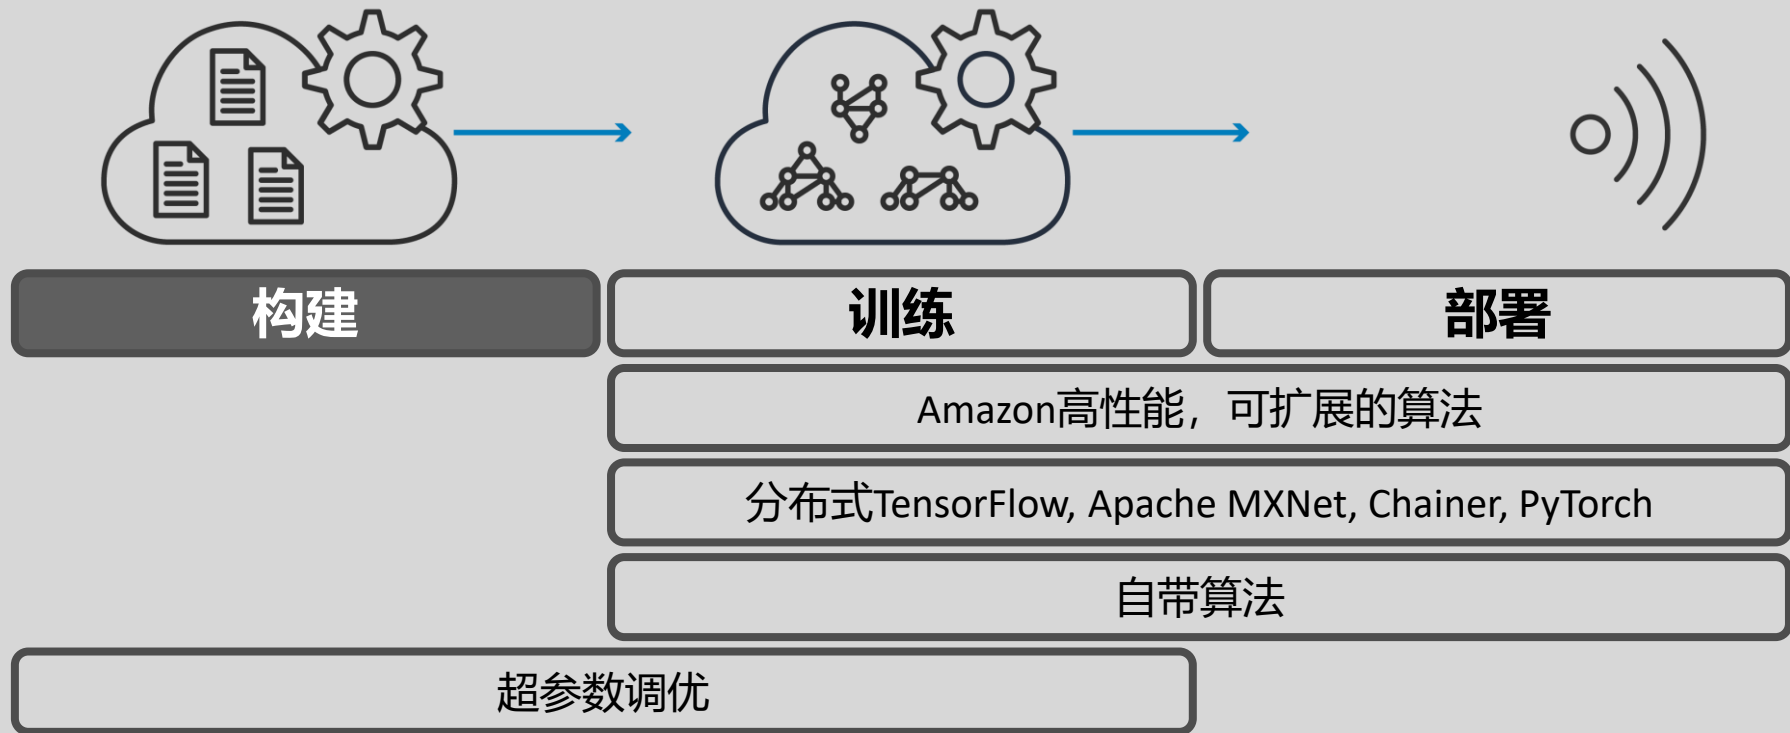 构建
训练
部署
Amazon高性能，可扩展的算法
分布式TensorFlow, Apache MXNet, Chainer, PyTorch
自带算法
超参数调优